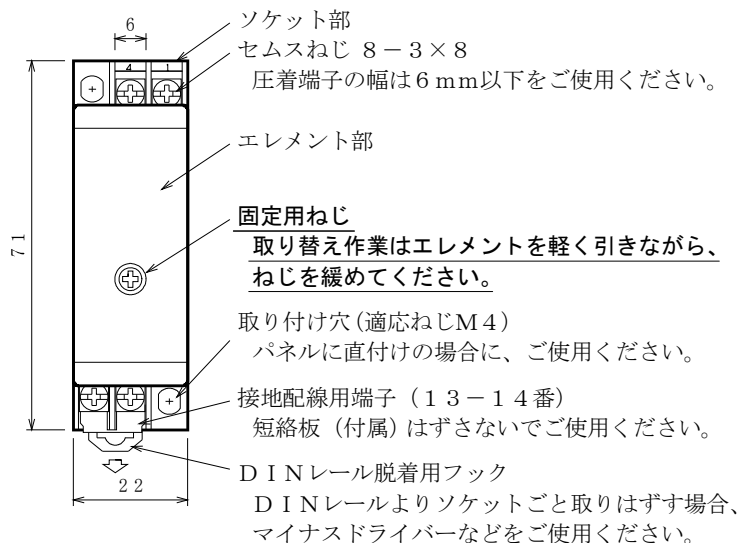 6
ソケット部
セムスねじ ８－３×８
圧着端子の幅は６ｍｍ以下をご使用ください。
4 1
エレメント部
71
固定用ねじ
取り替え作業はエレメントを軽く引きながら、
ねじを緩めてください。
取り付け穴(適応ねじＭ４)
パネルに直付けの場合に、ご使用ください。
接地配線用端子（１３－１４番）
短絡板（付属）はずさないでご使用ください。
ＤＩＮレール脱着用フック
22
ＤＩＮレールよりソケットごと取りはずす場合、
マイナスドライバーなどをご使用ください。